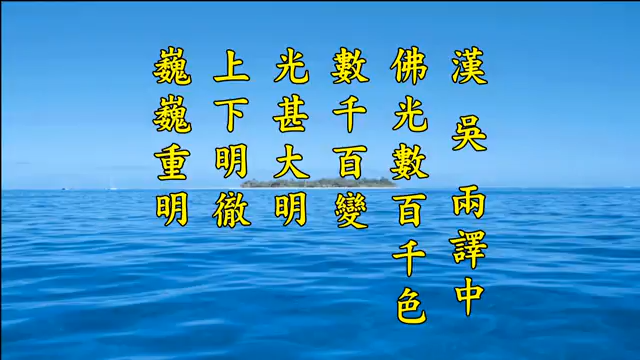 漢吳兩譯中
佛光數百千色
數千百變
光甚大明
上下明徹
巍巍重明